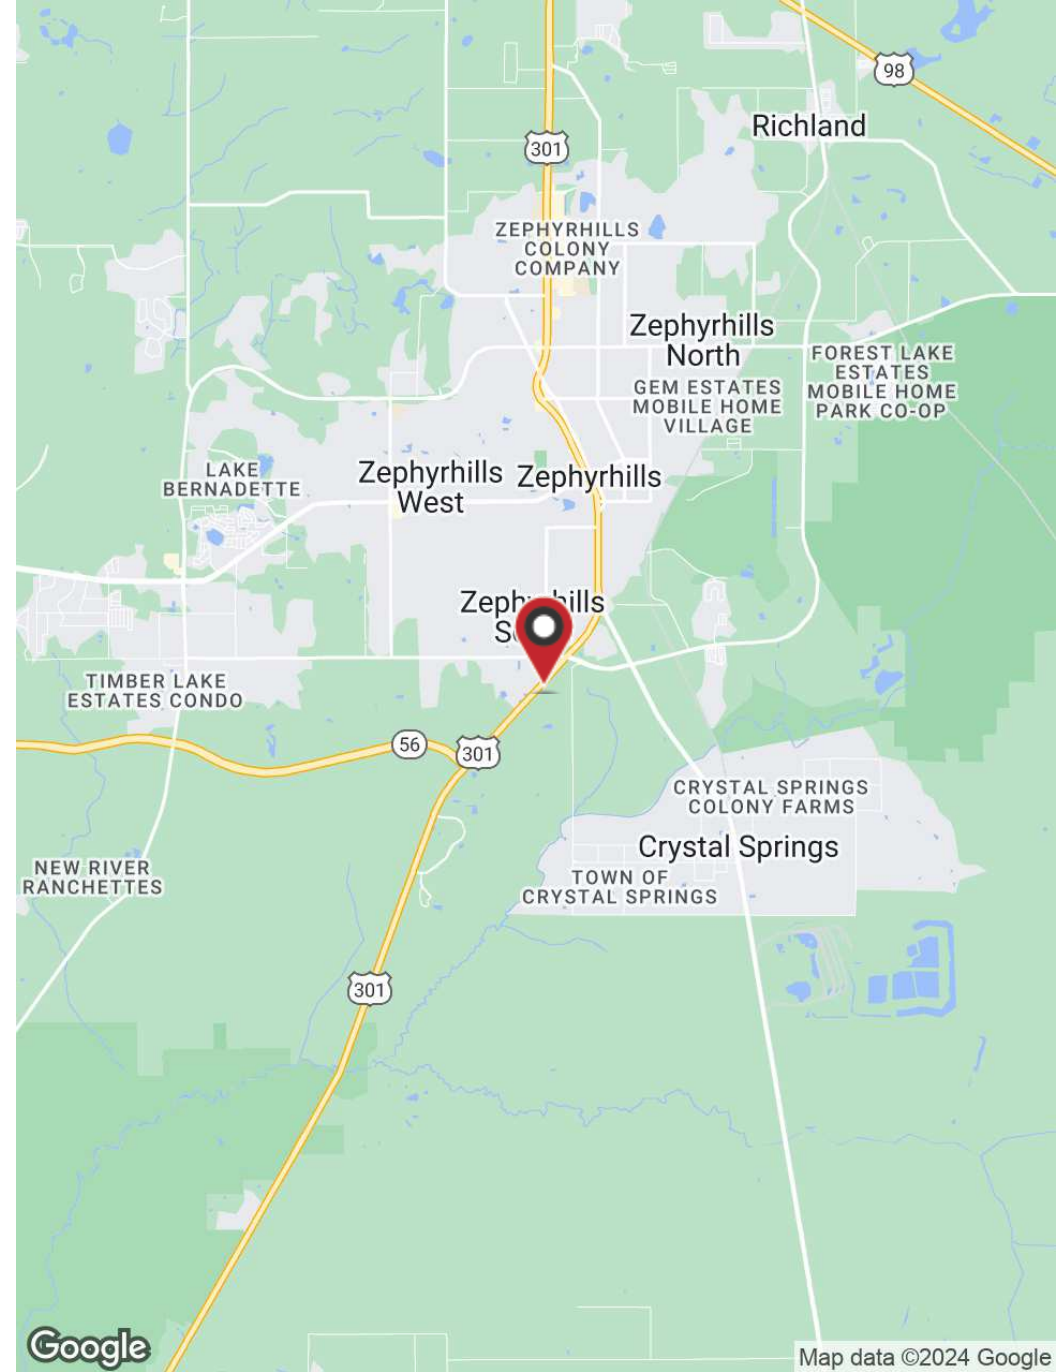 98
Richland
301
ZEPHYRHILLS
COLONY
COMPANY
Zephyrhills
North
FOREST LAKE
ESTATES
MOBILE HOME
PARK CO-OP
GEM ESTATES
MOBILE HOME
VILLAGE
LAKE
BERNADETTE
Zephyrhills
West
Zephyrhills
Zephyrhills
TIMBER LAKE
ESTATES CONDO
56
301
CRYSTAL SPRINGS
COLONY FARMS
Crystal Springs
NEW RIVER
RANCHETTES
TOWN OF
CRYSTAL SPRINGS
301
Google
Map data ©2024 Google